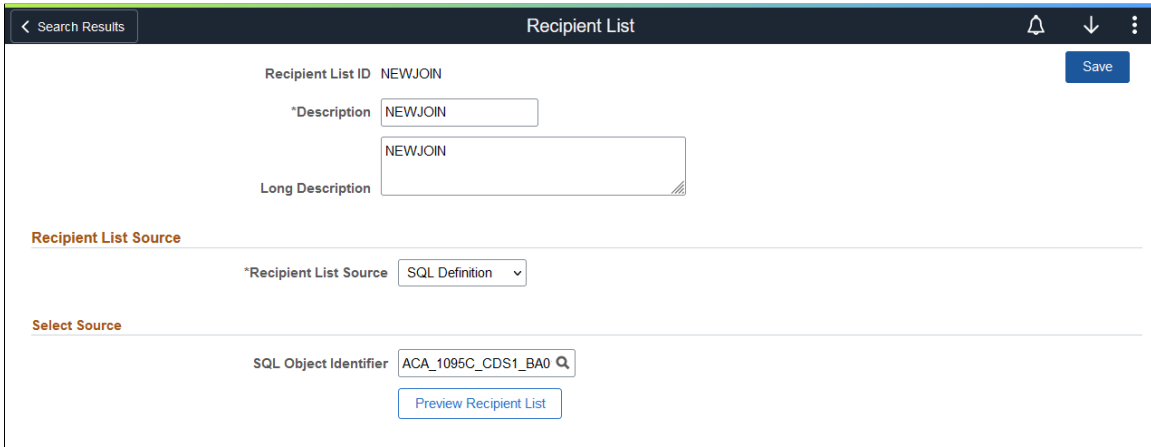 Search Results
Recipient List
Save
Recipient List ID NEWJOIN
*Description NEWJOIN
Long Description NEWJOIN
Recipient List Source
*Recipient List Source SQL Definition
Select Source
SQL Object Identifier ACA_1095C_CDS1_BA0
Preview Recipient List